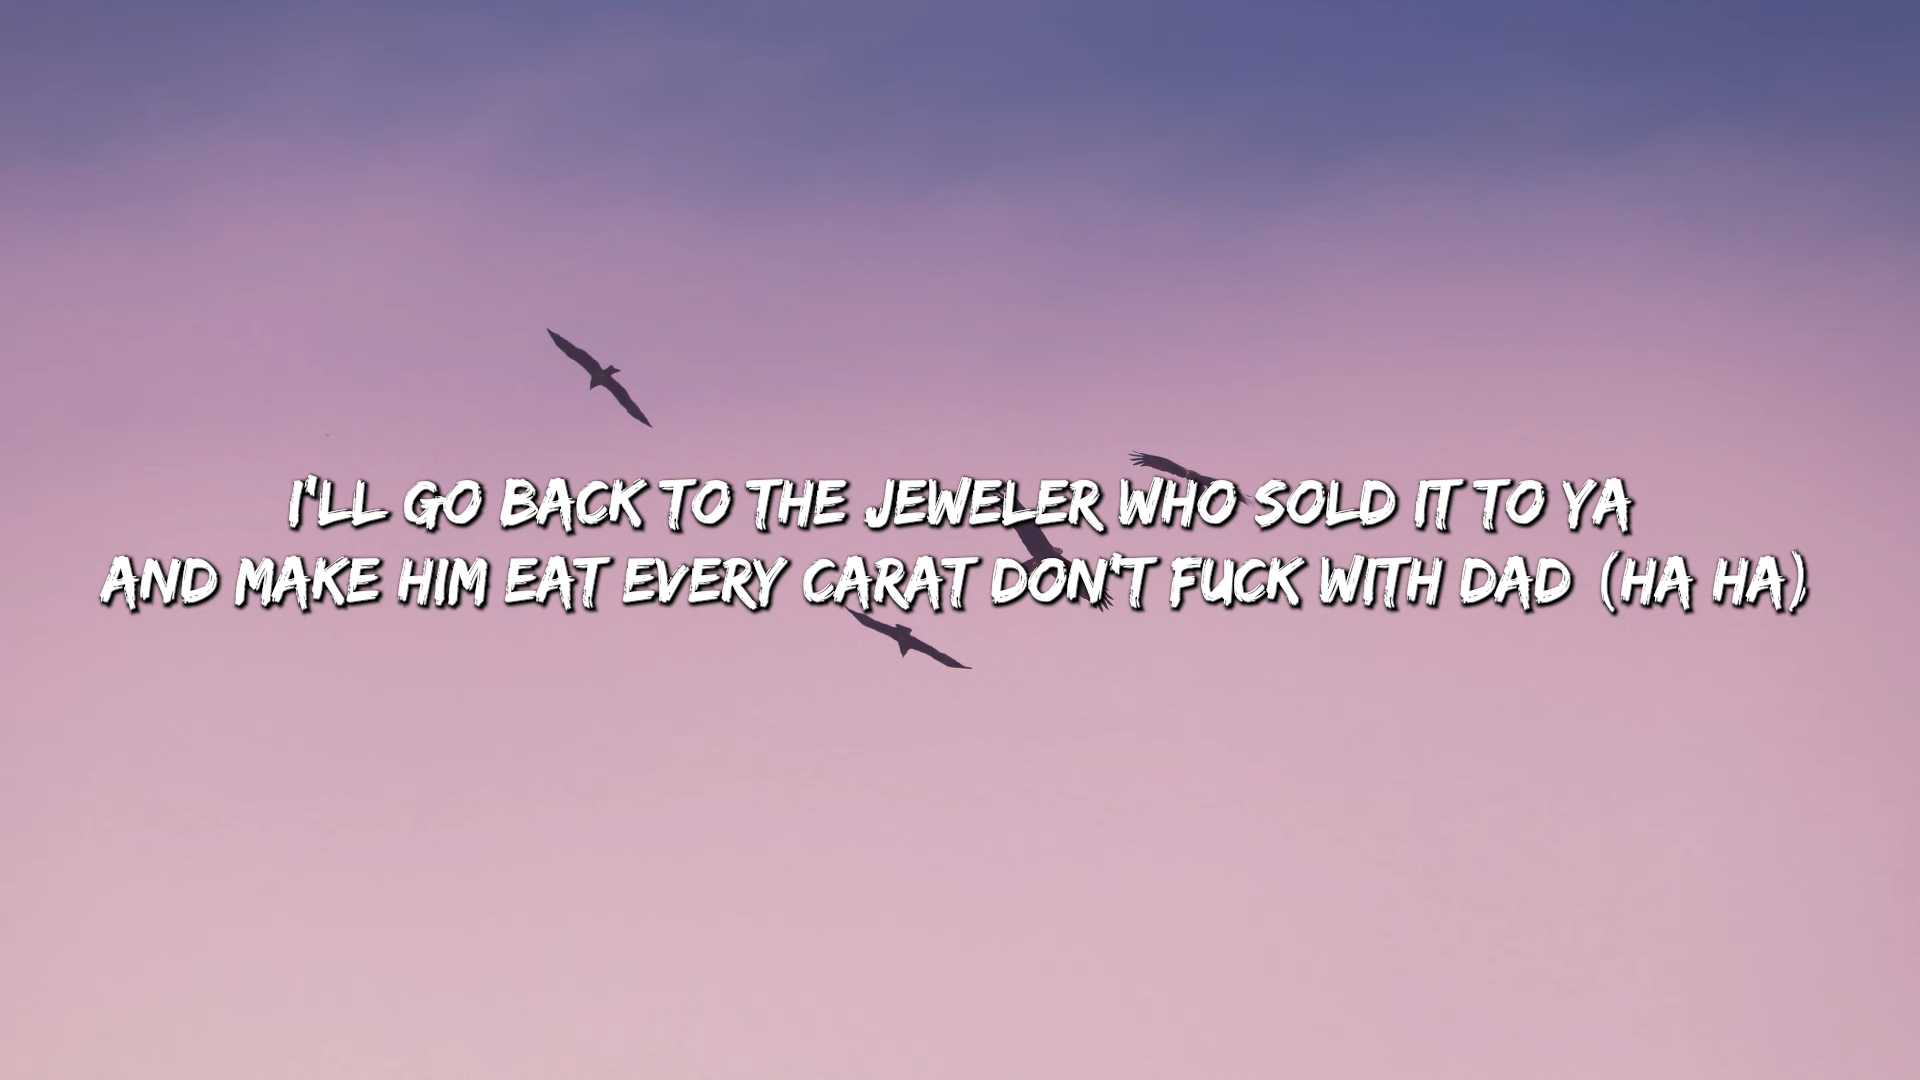 I'LL GO BACK TO THE JEWELER WHO SOLD IT TO YA
AND MAKE HIM EAT EVERY CARAT DON'T FUCK WITH DAD (HA HA)